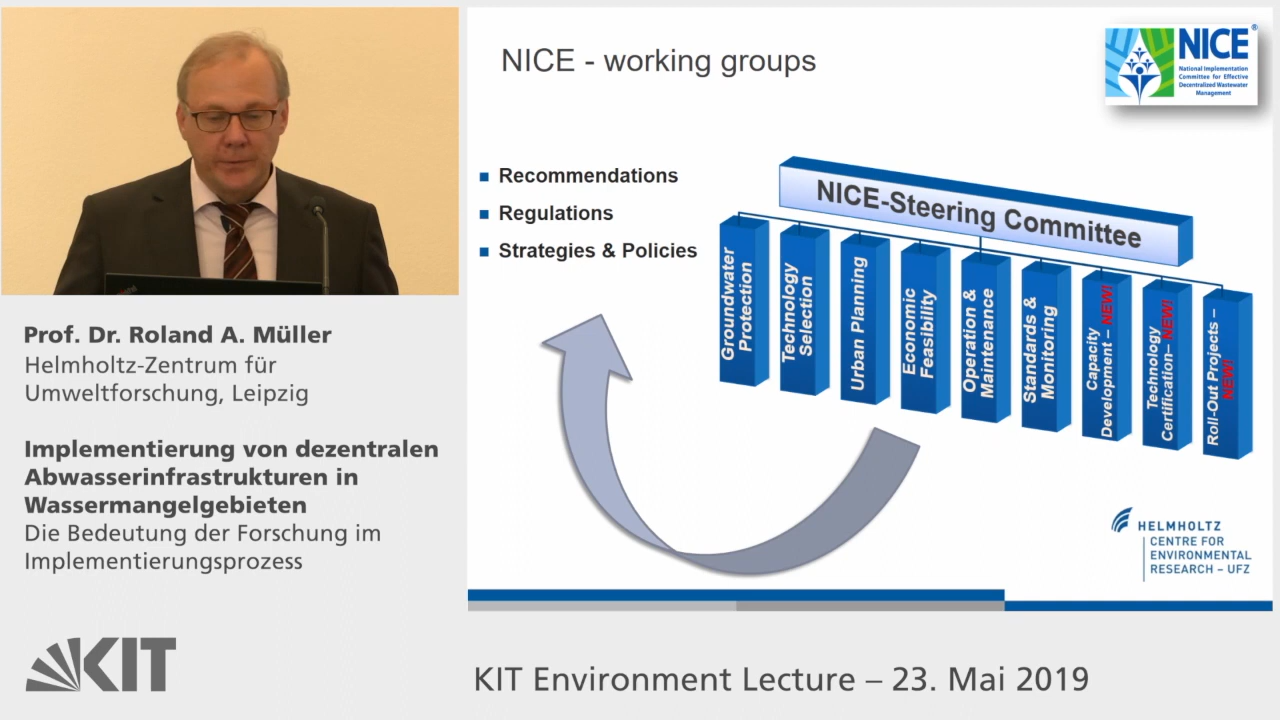 NICE - working groups
NICE®
National Implementation
Committee for Effective
Decentralized Wastewater
Management
Recommendations
Regulations
Strategies & Policies
NICE-Steering Committee
Groundwater
Protection
Technology
Selection
Urban Planning
Economic
Feasibility
Operation &
Maintenance
Standards &
Monitoring
Capacity
Development – NEW!
Technology
Certification– NEW!
Roll-Out Projects –
NEW!
HELMHOLTZ
CENTRE FOR
ENVIRONMENTAL
RESEARCH – UFZ
Prof. Dr. Roland A. Müller
Helmholtz-Zentrum für
Umweltforschung, Leipzig
Implementierung von dezentralen
Abwasserinfrastrukturen in
Wassermangelgebieten
Die Bedeutung der Forschung im
Implementierungsprozess
KIT
KIT Environment Lecture – 23. Mai 2019